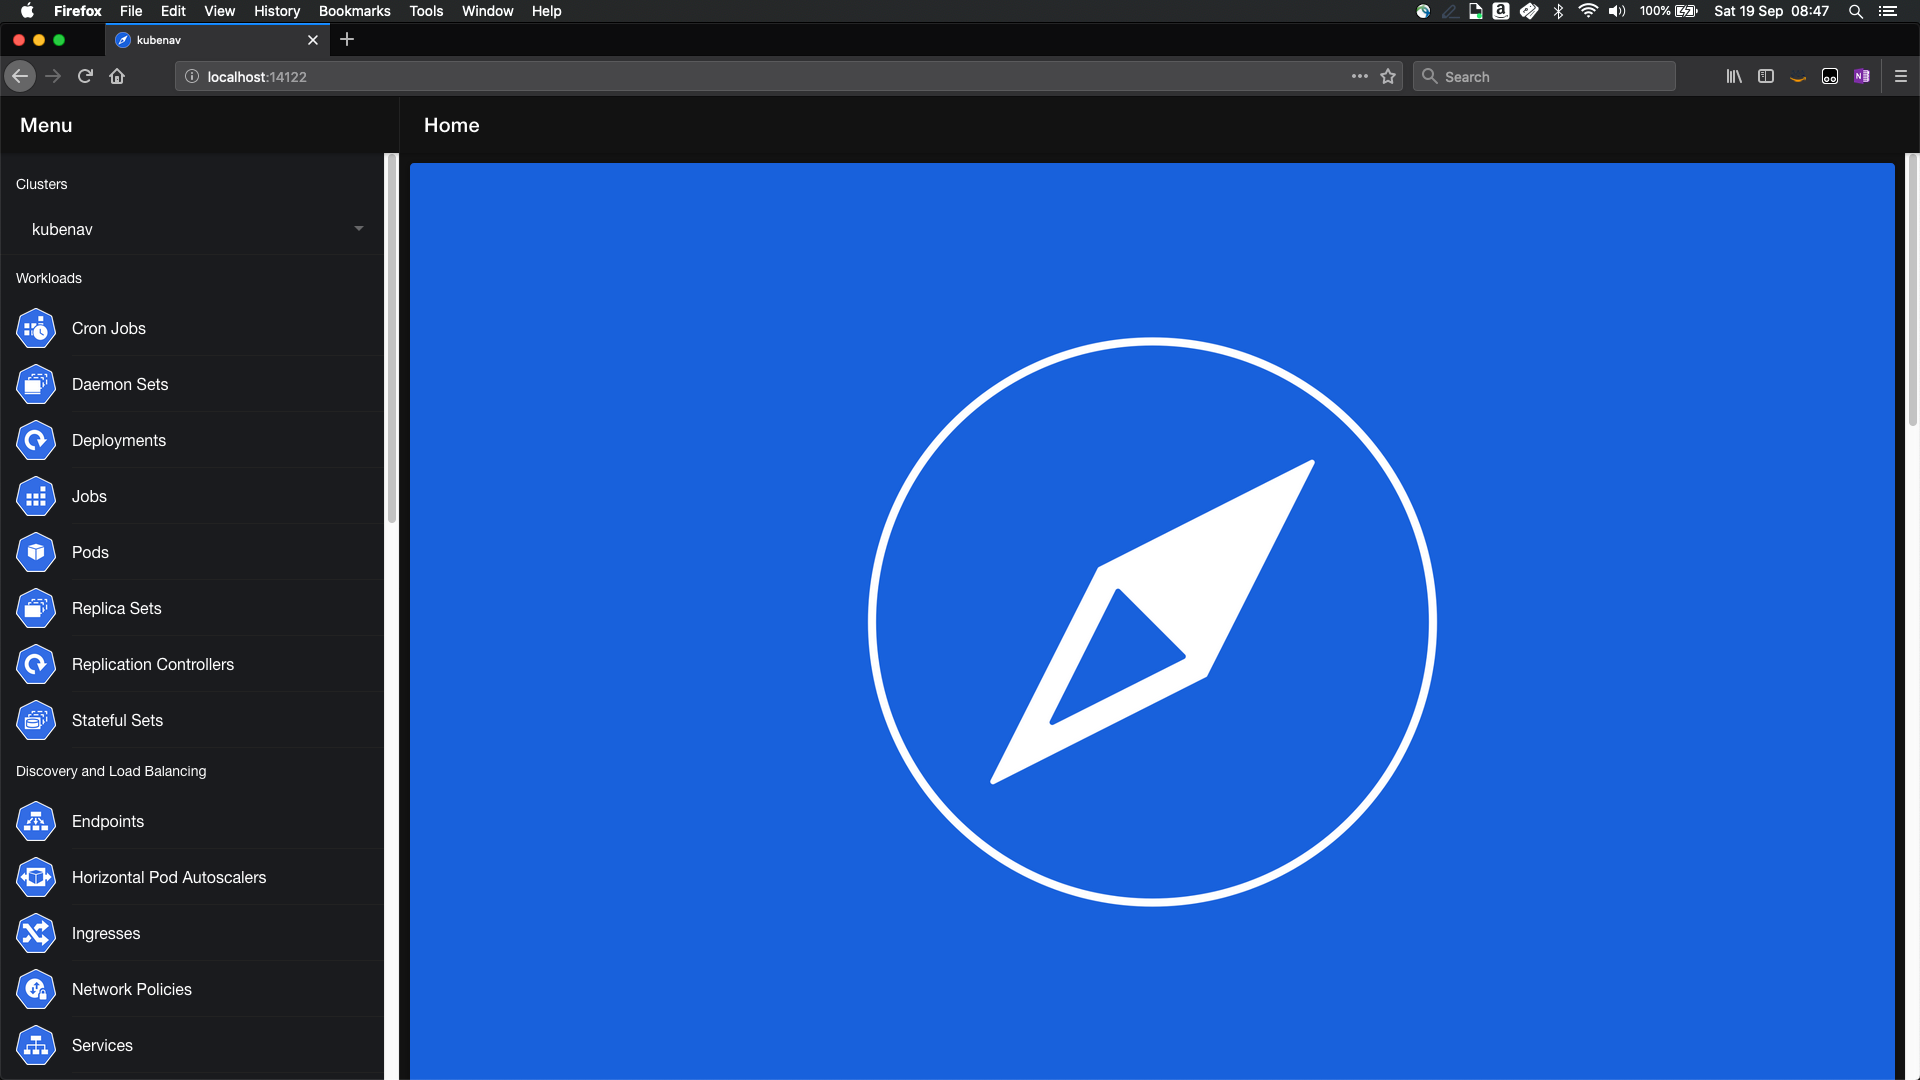 Firefox File Edit View History Bookmarks Tools Window Help 100% Sat 19 Sep 08:47
kubenav
localhost:14122 Search
Menu
Home
Clusters
kubenav
Workloads
Cron Jobs
Daemon Sets
Deployments
Jobs
Pods
Replica Sets
Replication Controllers
Stateful Sets
Discovery and Load Balancing
Endpoints
Horizontal Pod Autoscalers
Ingresses
Network Policies
Services